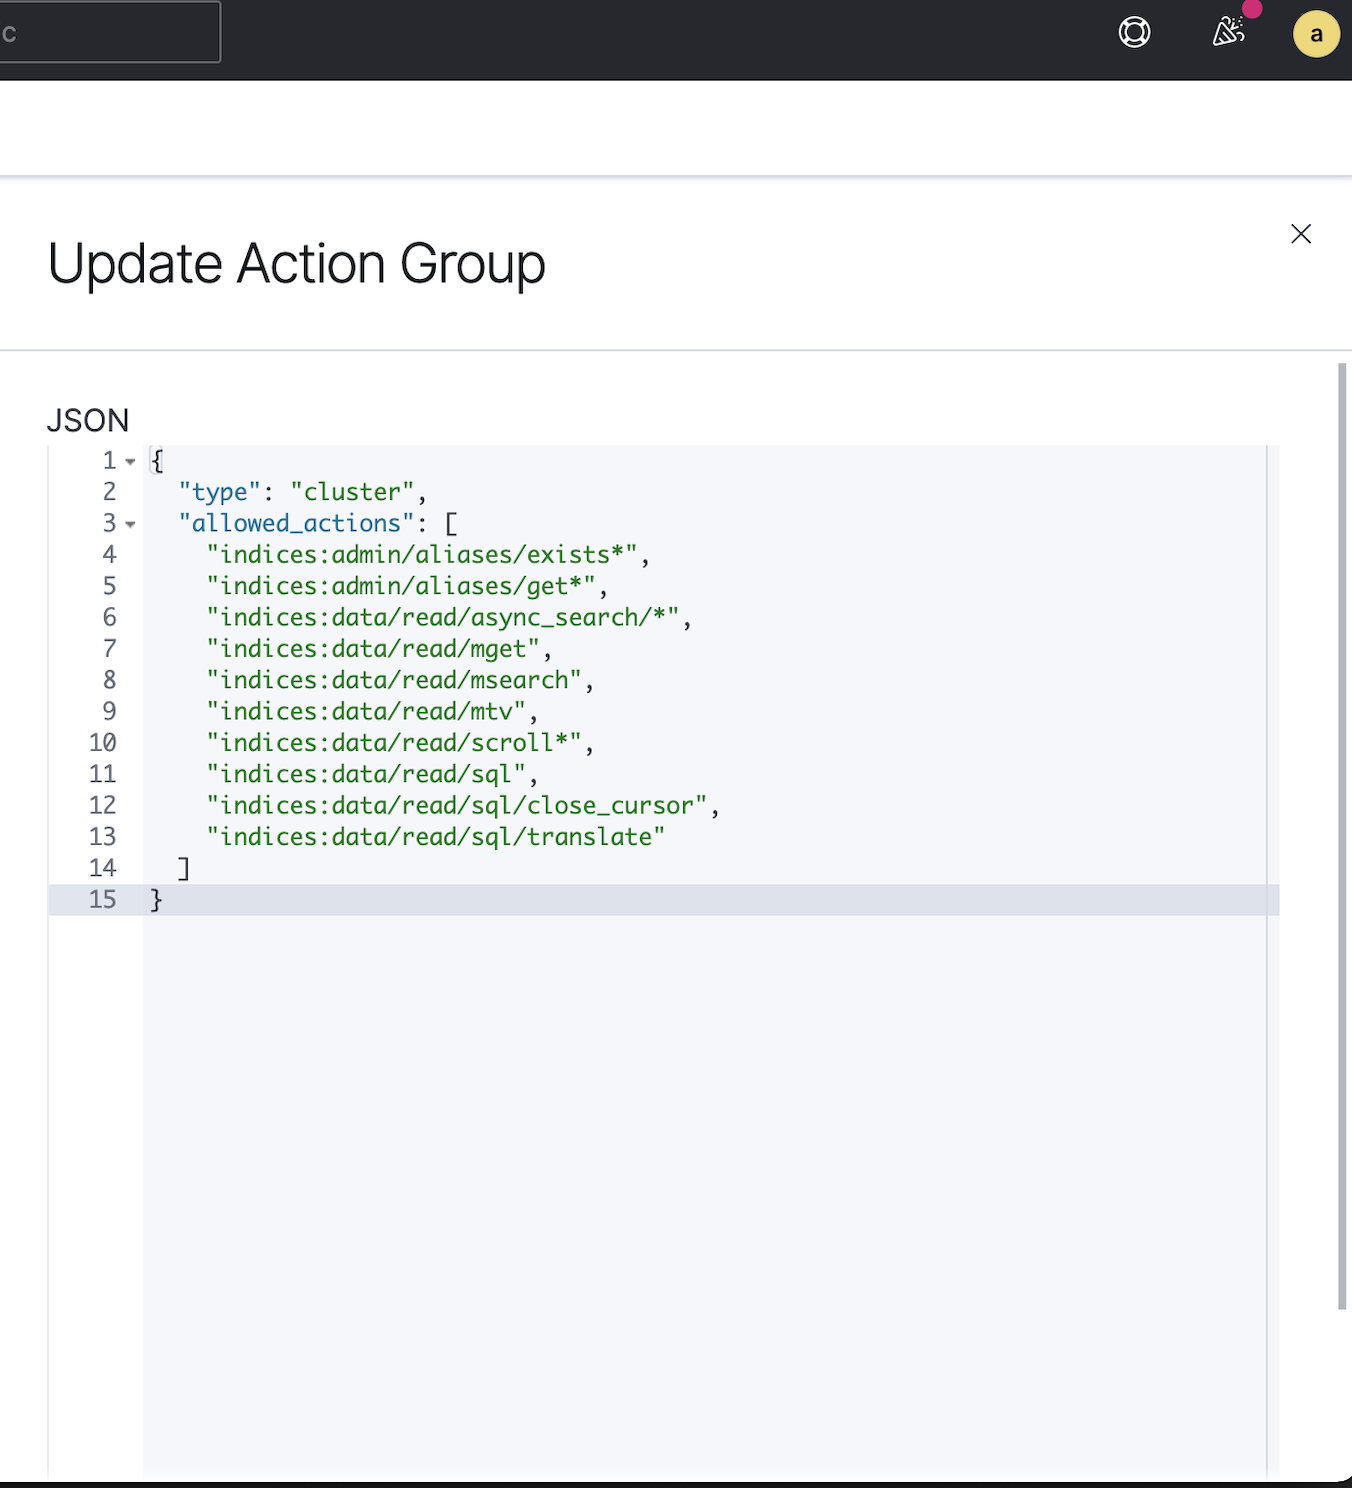 c
a
Update Action Group
JSON
1 {
2   "type": "cluster",
3   "allowed_actions": [
4     "indices:admin/aliases/exists*",
5     "indices:admin/aliases/get*",
6     "indices:data/read/async_search/*",
7     "indices:data/read/mget",
8     "indices:data/read/msearch",
9     "indices:data/read/mtv",
10     "indices:data/read/scroll*",
11     "indices:data/read/sql",
12     "indices:data/read/sql/close_cursor",
13     "indices:data/read/sql/translate"
14   ]
15 }